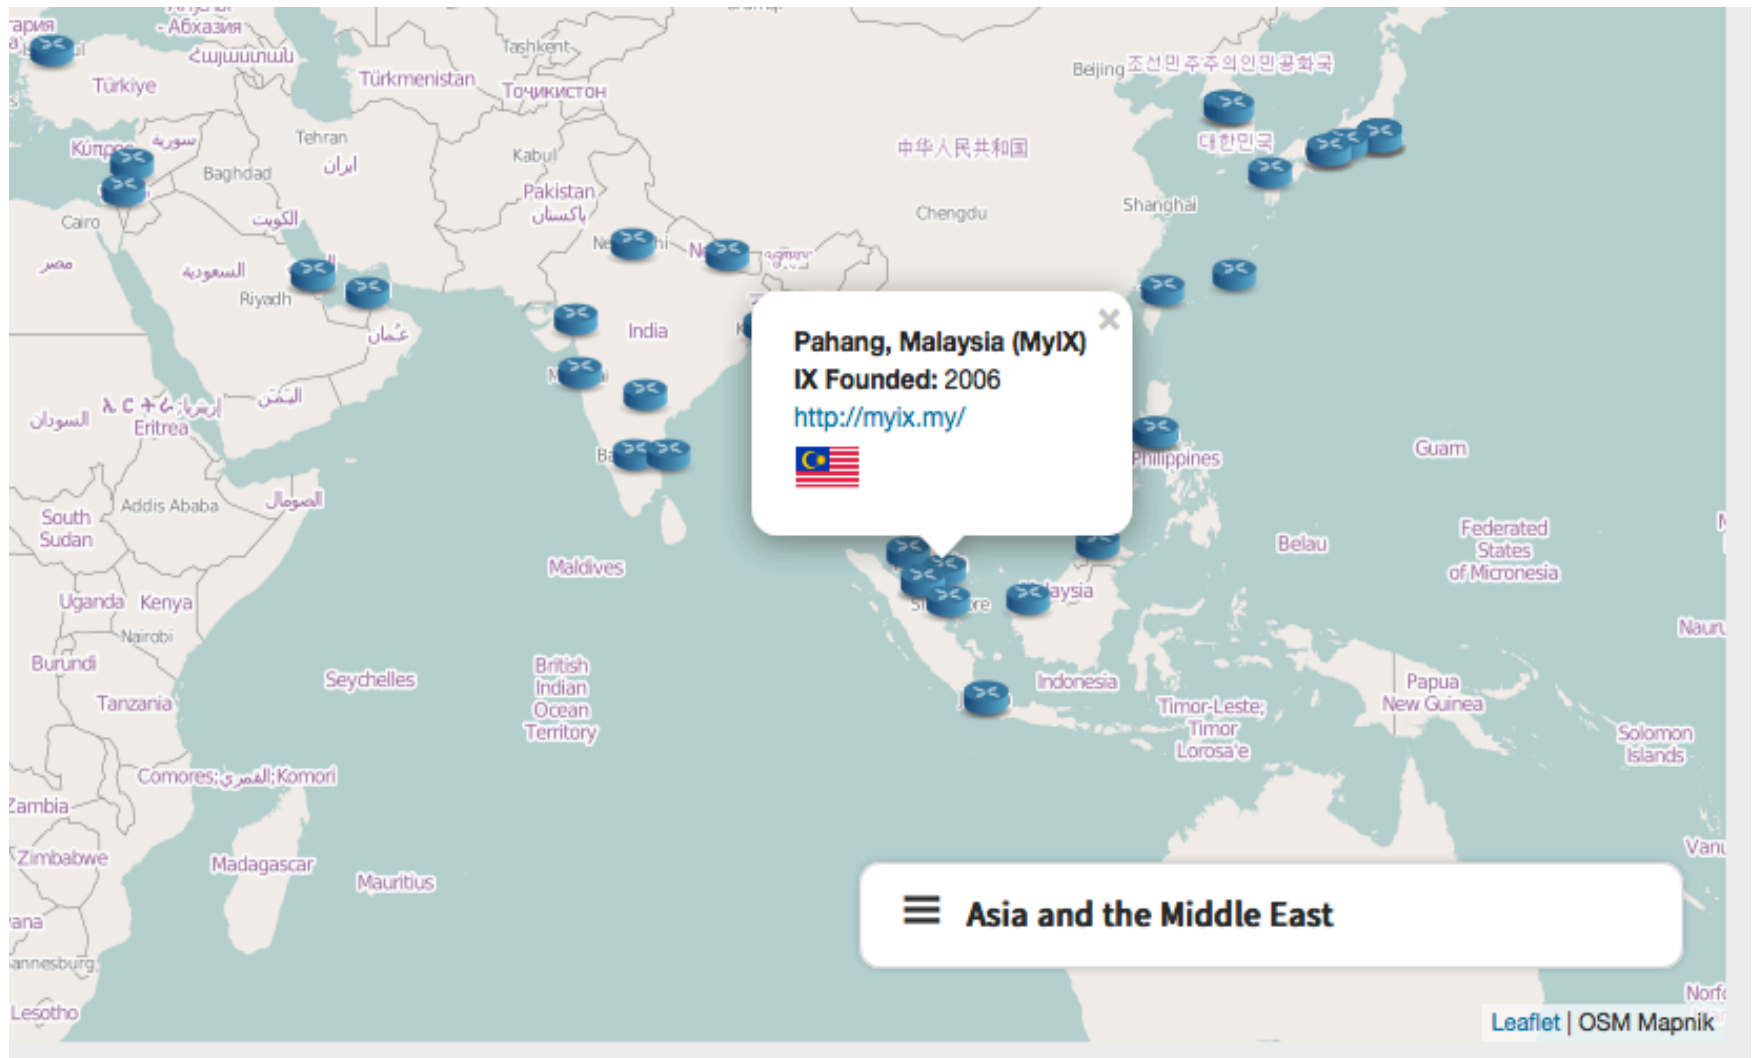 - Абхазия
Հայաստան
Tashkent
Beijing
조선민주주의인민공화국
Türkiye
Türkmenistan
Тоҷикистон
Tehran
ایران
سورية
Baghdad
Kabul
中华人民共和国
대한민국
Pakistan
پاکستان
Cairo
الكويت
Chengdu
Shanghai
مصر
السعودية
Riyadh
India
عُمان
Pahang, Malaysia (MyIX)
IX Founded: 2006
http://myix.my/
×
اليَمَن
السودان
Eritrea
Philippines
Guam
Addis Ababa
الصومال
South
Sudan
Maldives
Belau
Federated
States
of Micronesia
Uganda
Kenya
Nairobi
Burundi
Seychelles
British
Indian
Ocean
Territory
Indonesia
Papua
New Guinea
Tanzania
Timor-Leste;
Timor
Lorosa'e
Solomon
Islands
Comores;القمري;Komori
Zambia
Zimbabwe
Madagascar
Mauritius
Asia and the Middle East
Lesotho
Leaflet | OSM Mapnik